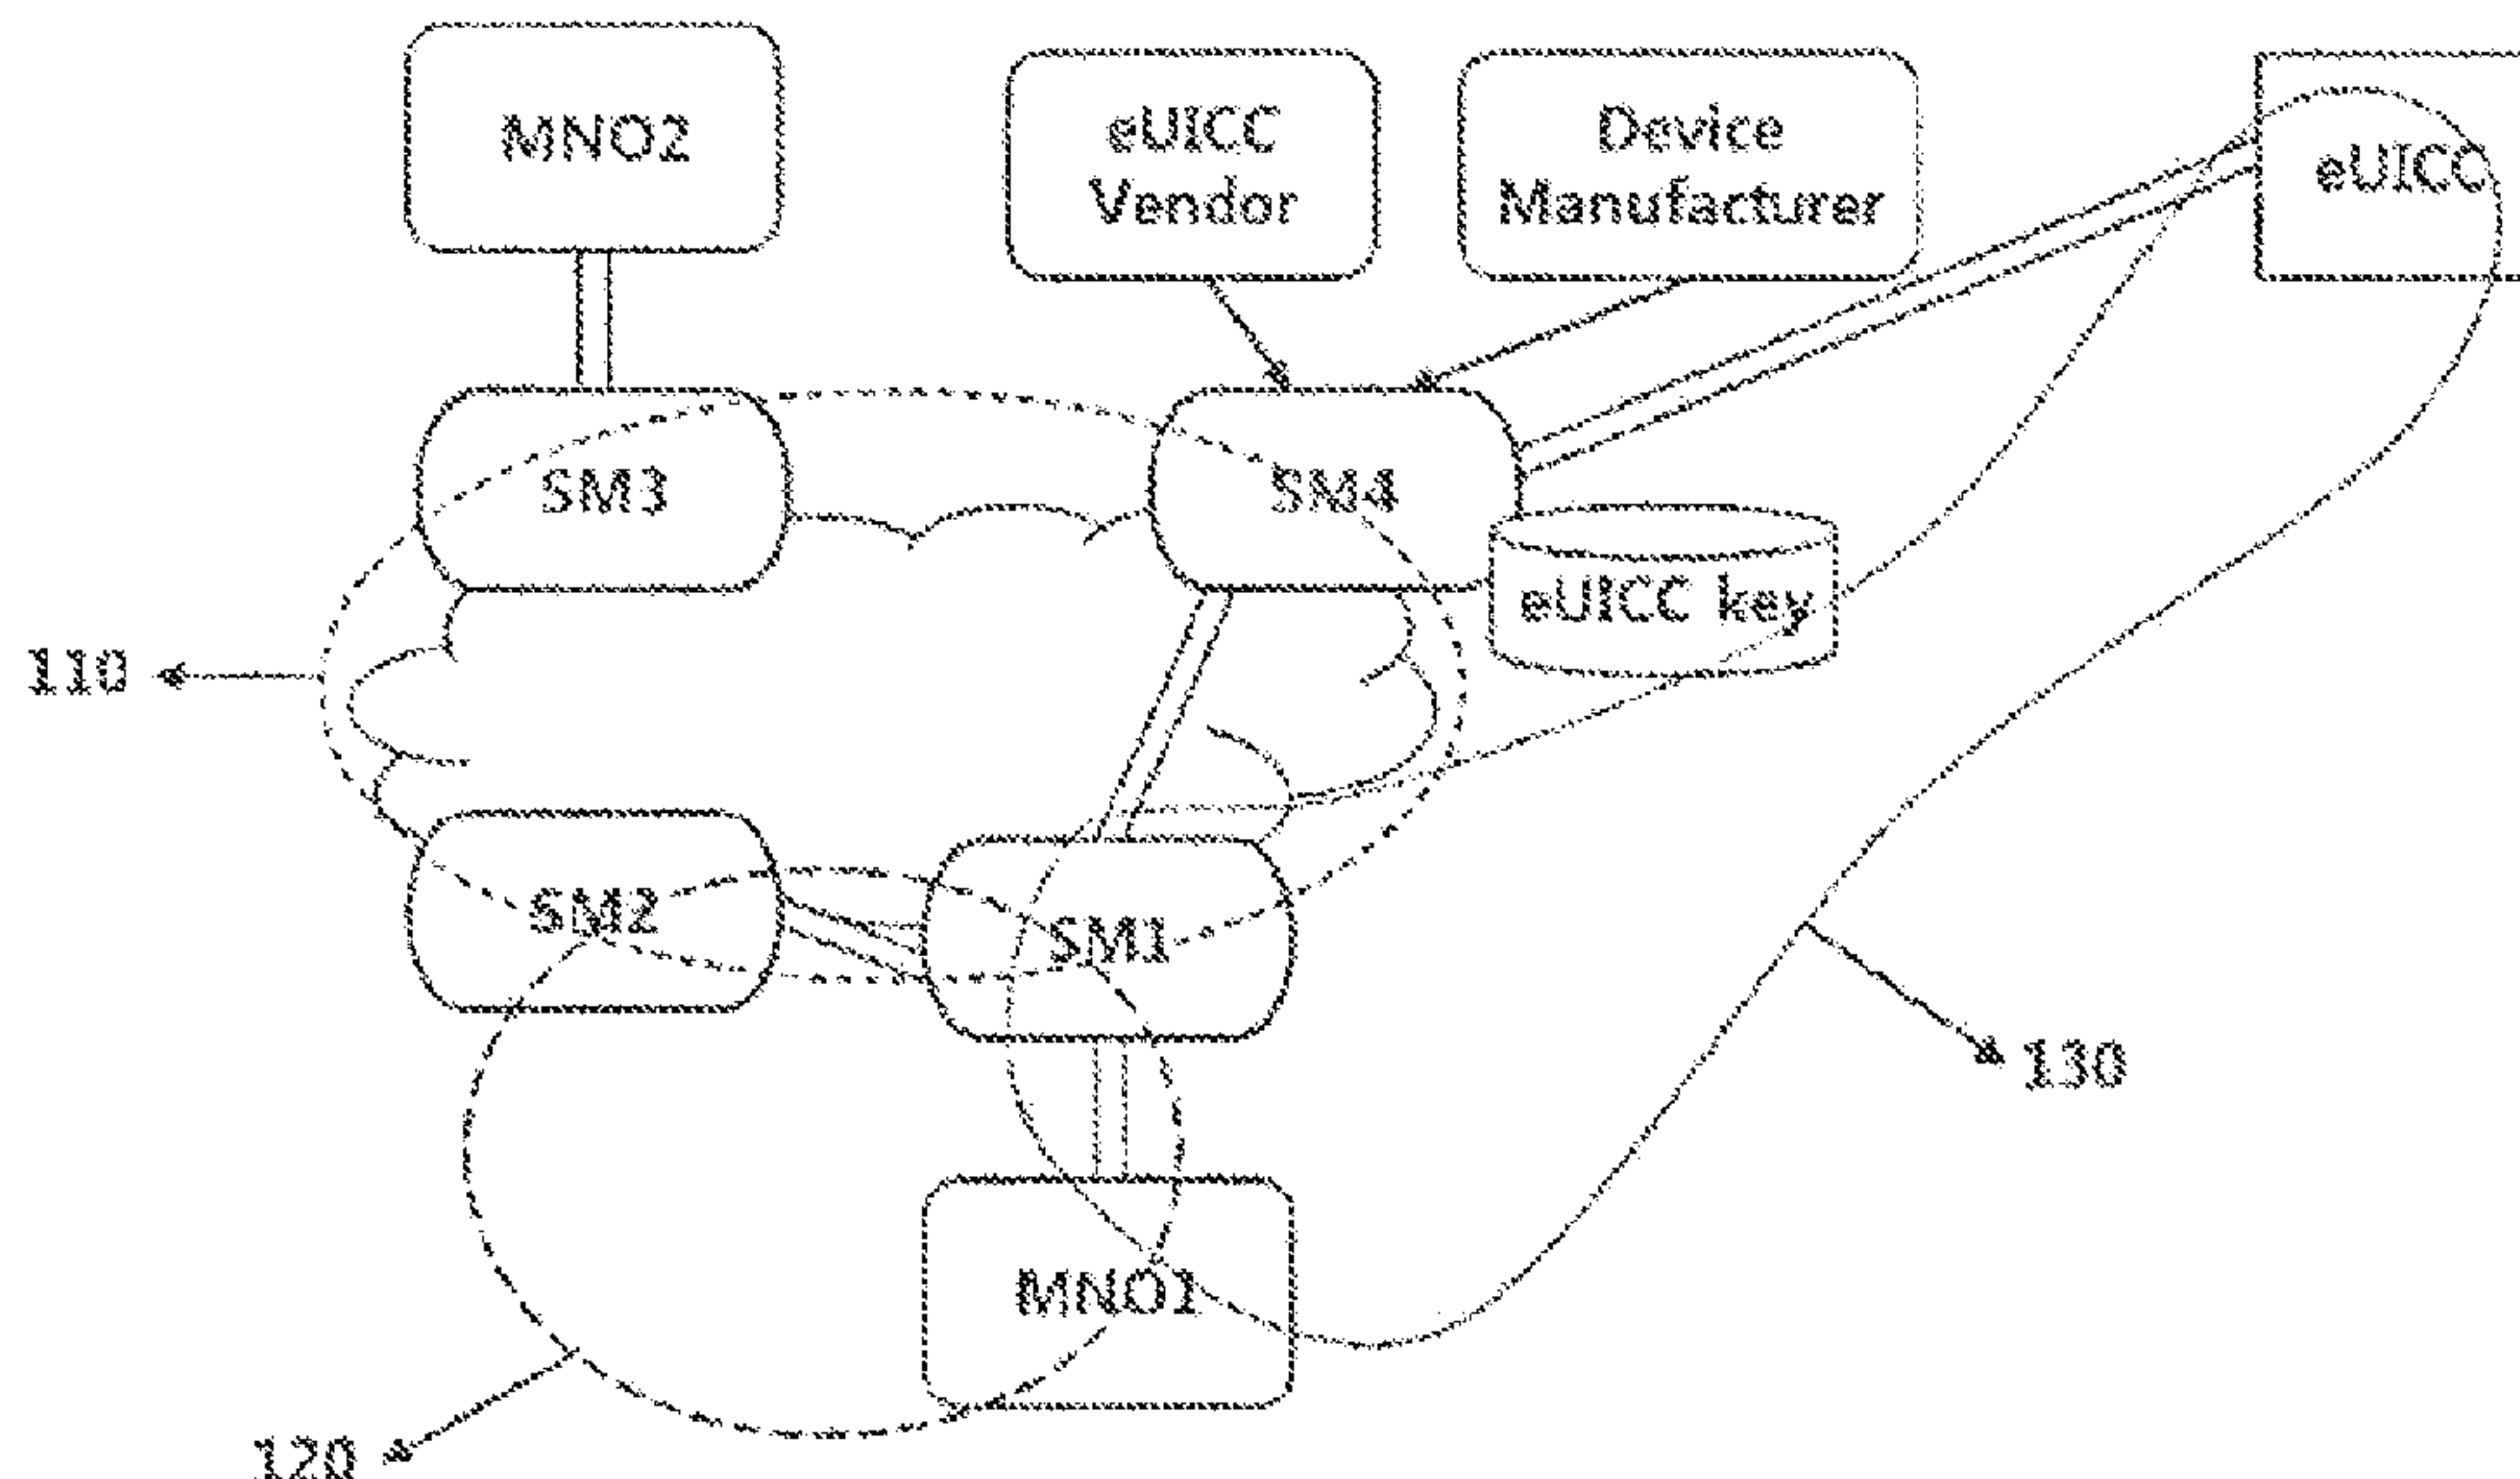 MNO2
eUICC
Vendor
Device
Manufacturer
eUICC
SM3
SM4
eUICC key
110
SM2
SM1
130
MNO1
120